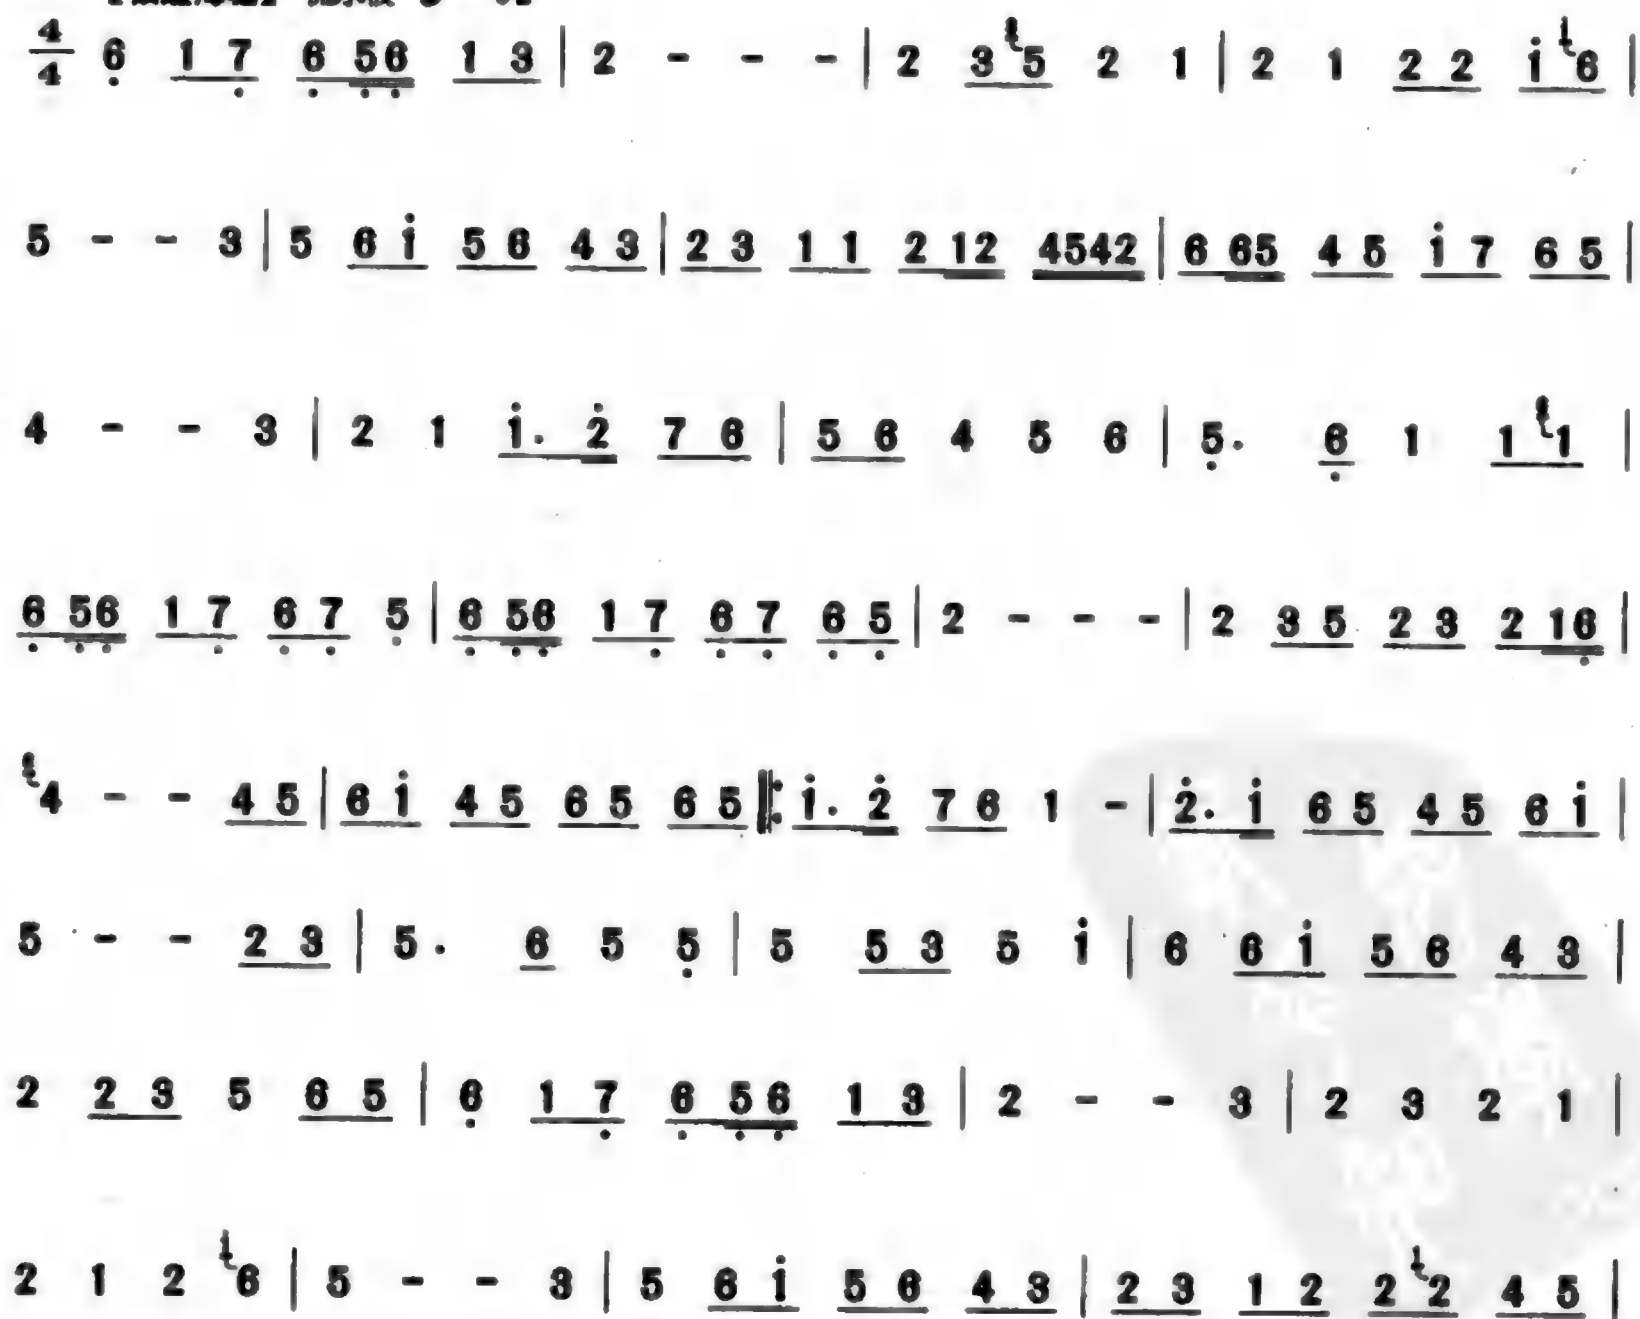 4/4 6̣ 1 7̣ 6̣ 5̣6̣ 1 3 | 2 - - - | 2 3 5 2 1 | 2 1 2 2 i 6 |
5 - - 3 | 5 6 i 5 6 4 3 | 2 3 1 1 2 12 4542 | 6 65 4 5 i 7 6 5 |
4 - - 3 | 2 1 i. 2̇ 7 6 | 5 6 4 5 6 | 5̣. 6̣ 1 1 1 |
6̣ 5̣6̣ 1 7̣ 6̣ 7̣ 5̣ | 6̣ 5̣6̣ 1 7̣ 6̣ 7̣ 6̣ 5̣ | 2 - - - | 2 3 5 2 3 2 16̣ |
4 - - 4 5 | 6 i 4 5 6 5 6 5 ‖: i. 2̇ 7 6 1 - | 2̇. i 6 5 4 5 6 i |
5 - - 2 3 | 5. 6 5 5̣ | 5 5 3 5 i | 6 6 i 5 6 4 3 |
2 2 3 5 6 5 | 6̣ 1 7̣ 6̣ 5̣6̣ 1 3 | 2 - - 3 | 2 3 2 1 |
2 1 2 6 | 5 - - 3 | 5 6 i 5 6 4 3 | 2 3 1 2 2 2 4 5 |